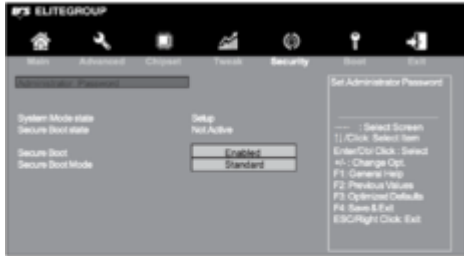 ELITEGROUP
Main Advanced Chipset Tweak Security Boot Exit
Administrator Password
Set Administrator Password
System Mode state Setup
Secure Boot state Not Active
Secure Boot Enabled
Secure Boot Mode Standard
: Select Screen
/Click: Select Item
Enter/Dbl Click : Select
+/- : Change Opt.
F1: General Help
F2: Previous Values
F3: Optimized Defaults
F4: Save & Exit
ESC/Right Click: Exit